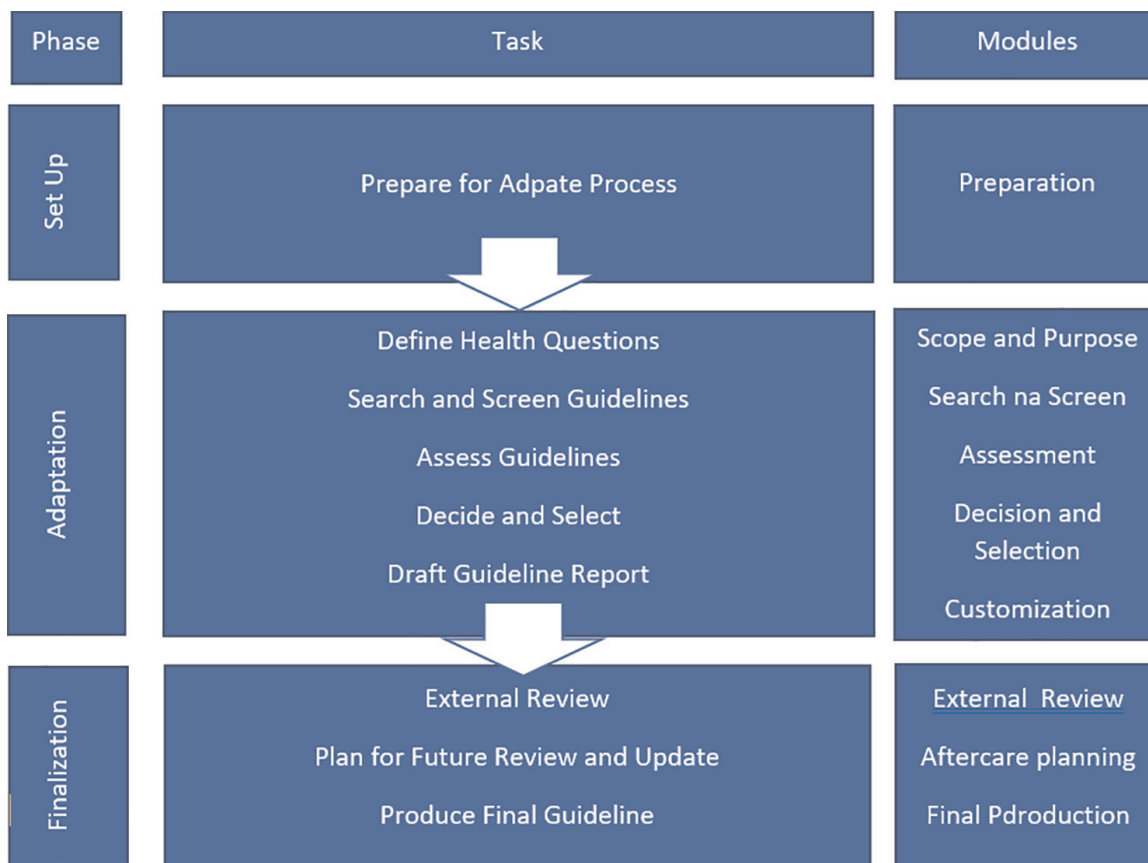 Phase
Task
Modules
Set Up
Prepare for Adpate Process
Preparation
Adaptation
Define Health Questions
Search and Screen Guidelines
Assess Guidelines
Decide and Select
Draft Guideline Report
Scope and Purpose
Search na Screen
Assessment
Decision and
Selection
Customization
Finalization
External Review
Plan for Future Review and Update
Produce Final Guideline
External  Review
Aftercare planning
Final Pdroduction